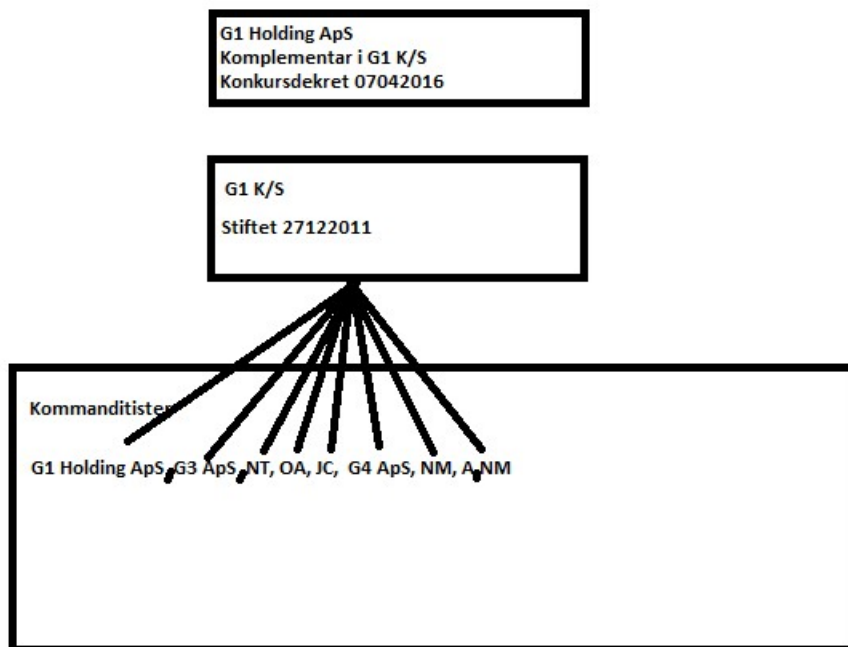 G1 Holding ApS
Komplementar i G1 K/S
Konkursdekret 07042016
G1 K/S
Stiftet 27122011
Kommanditister
G1 Holding ApS, G3 ApS, NT, OA, JC, G4 ApS, NM, A, NM